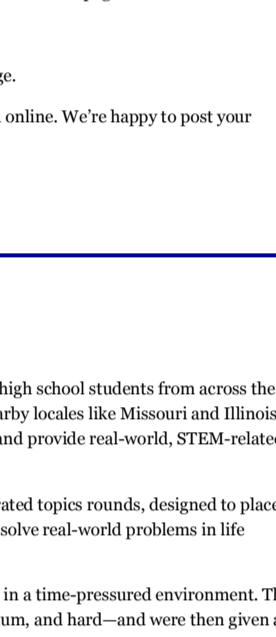 ge.
online. We're happy to post your
high school students from across the
arby locales like Missouri and Illinois
and provide real-world, STEM-relate
ated topics rounds, designed to place
solve real-world problems in life
in a time-pressured environment. Th
um, and hard—and were then given a